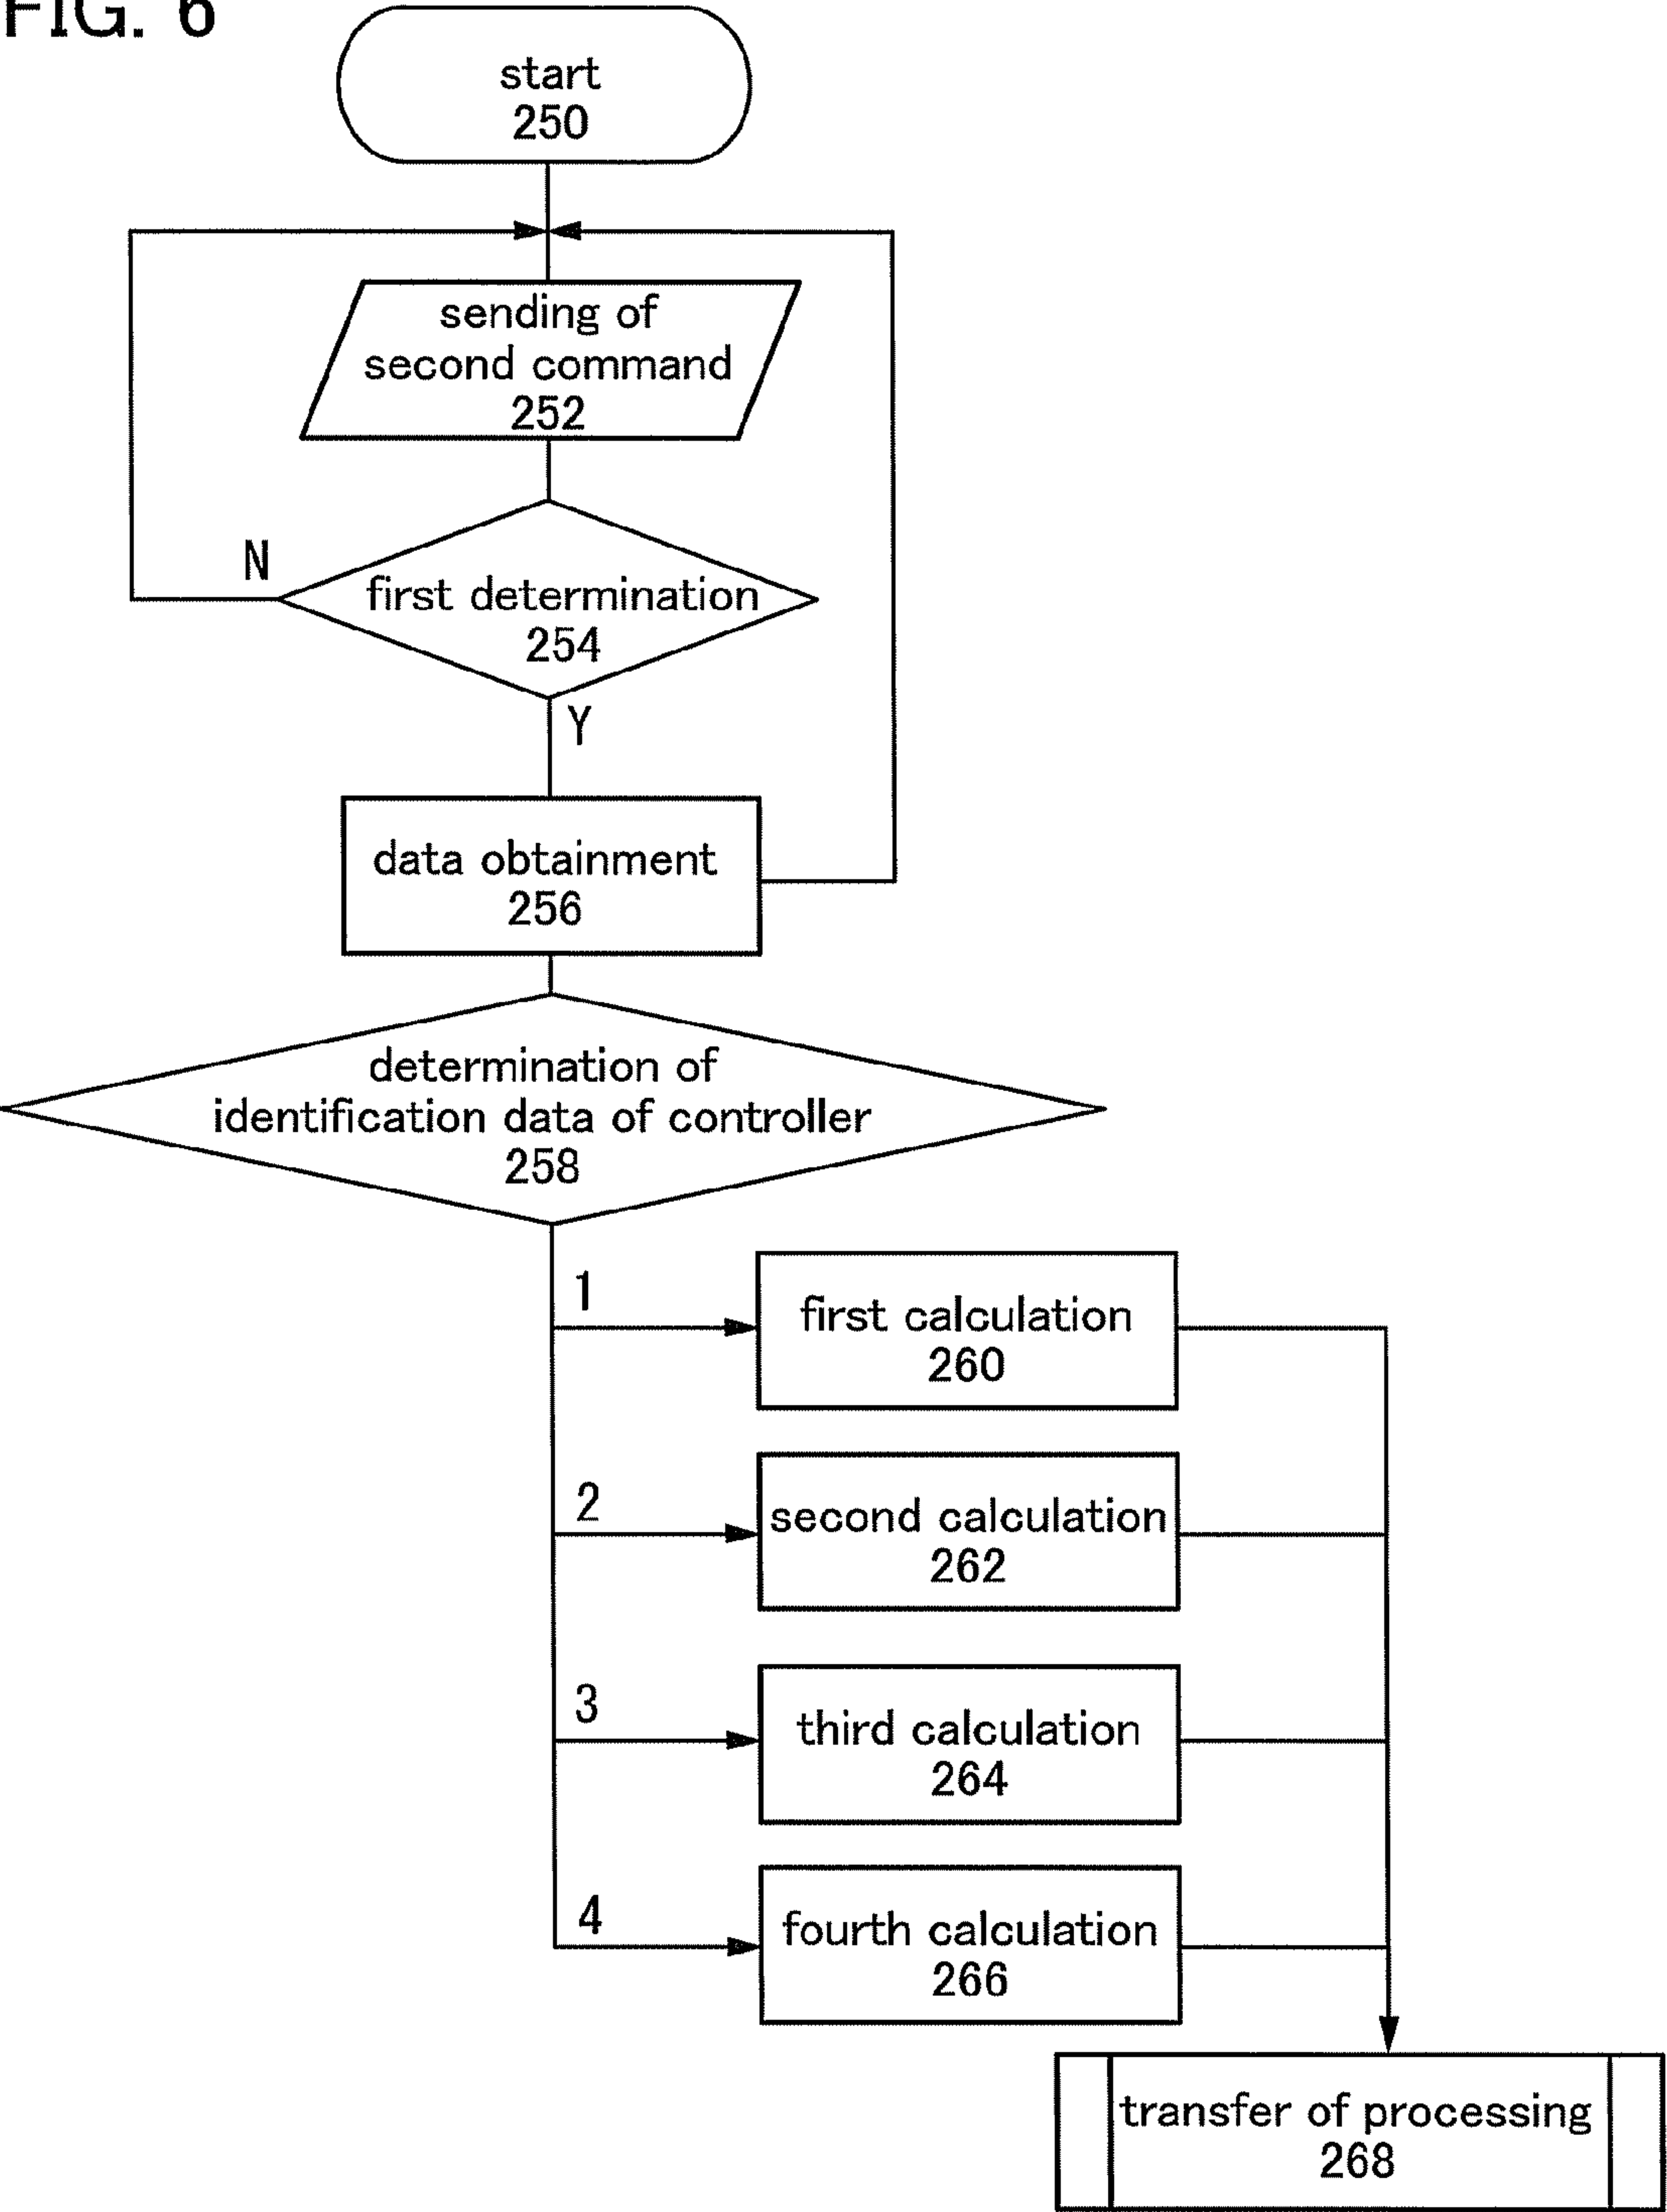 FIG. 6
start
250
sending of
second command
252
N
first determination
254
Y
data obtainment
256
determination of
identification data of controller
258
1
first calculation
260
2
second calculation
262
3
third calculation
264
4
fourth calculation
266
transfer of processing
268